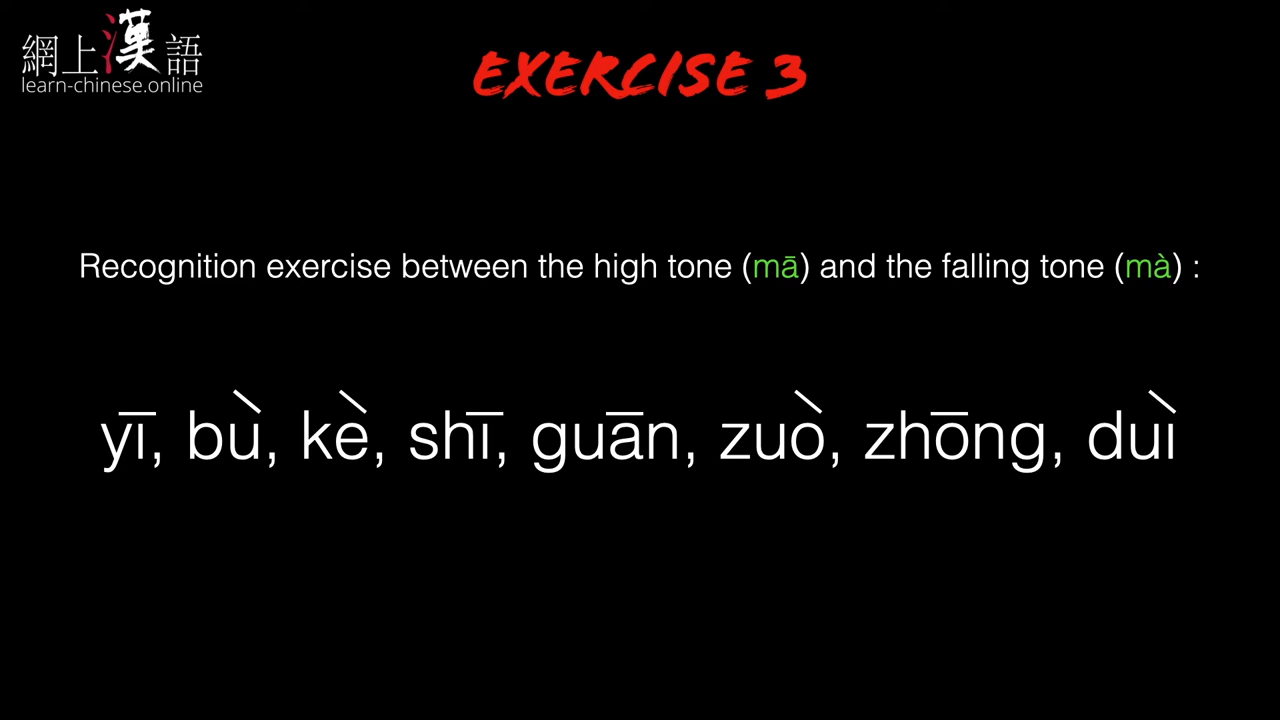 網上漢語
learn-chinese.online
EXERCISE 3
Recognition exercise between the high tone (mā) and the falling tone (mà) :
yī, bù, kè, shī, guān, zuò, zhōng, duì